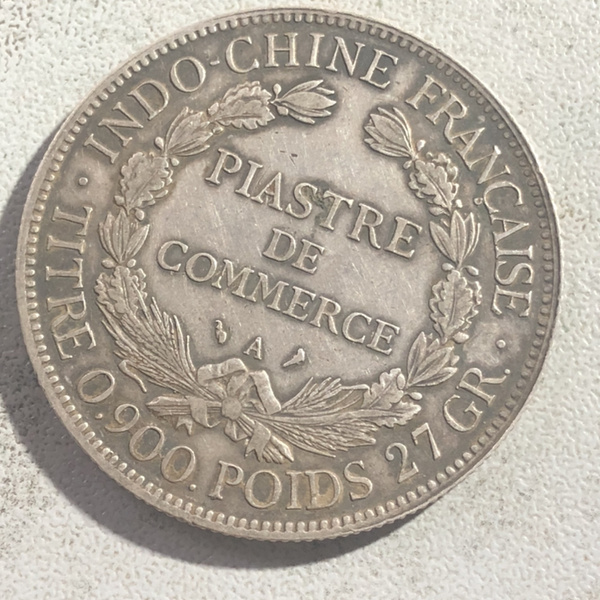 INDO-CHINE FRANÇAISE
PIASTRE
DE
COMMERCE
A
TITRE 0,900. POIDS 27 GR.